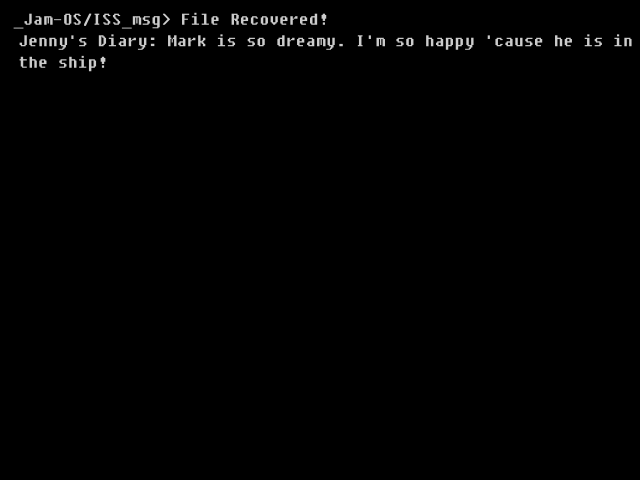 _Jam-OS/ISS_msg> File Recovered!
Jenny's Diary: Mark is so dreamy. I'm so happy 'cause he is in
the ship!